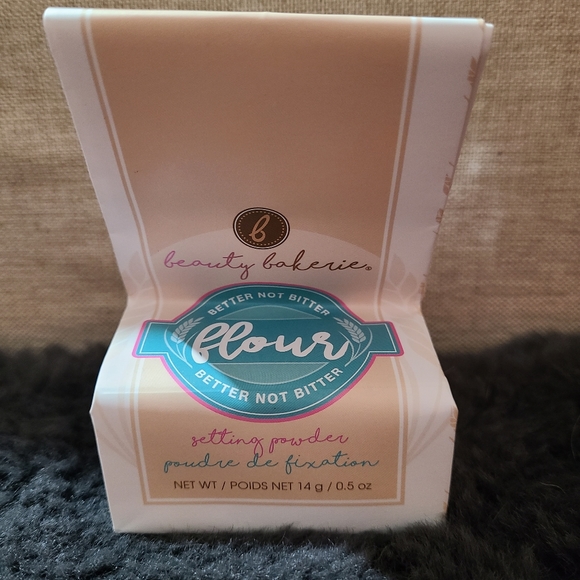 b
beauty bakerie®
BETTER NOT BITTER
flour
BETTER NOT BITTER
setting powder
poudre de fixation
NET WT / POIDS NET 14 g / 0.5 oz